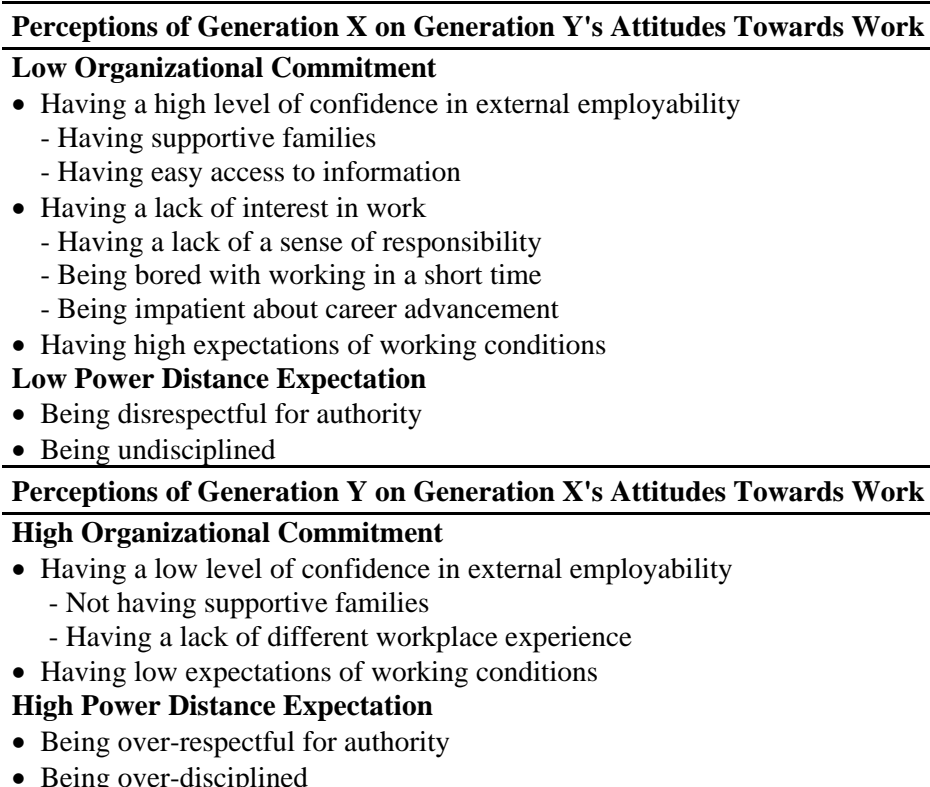 Perceptions of Generation X on Generation Y's Attitudes Towards Work
Low Organizational Commitment
• Having a high level of confidence in external employability
- Having supportive families
- Having easy access to information
• Having a lack of interest in work
- Having a lack of a sense of responsibility
- Being bored with working in a short time
- Being impatient about career advancement
• Having high expectations of working conditions
Low Power Distance Expectation
• Being disrespectful for authority
• Being undisciplined
Perceptions of Generation Y on Generation X's Attitudes Towards Work
High Organizational Commitment
• Having a low level of confidence in external employability
- Not having supportive families
- Having a lack of different workplace experience
• Having low expectations of working conditions
High Power Distance Expectation
• Being over-respectful for authority
• Being over-disciplined